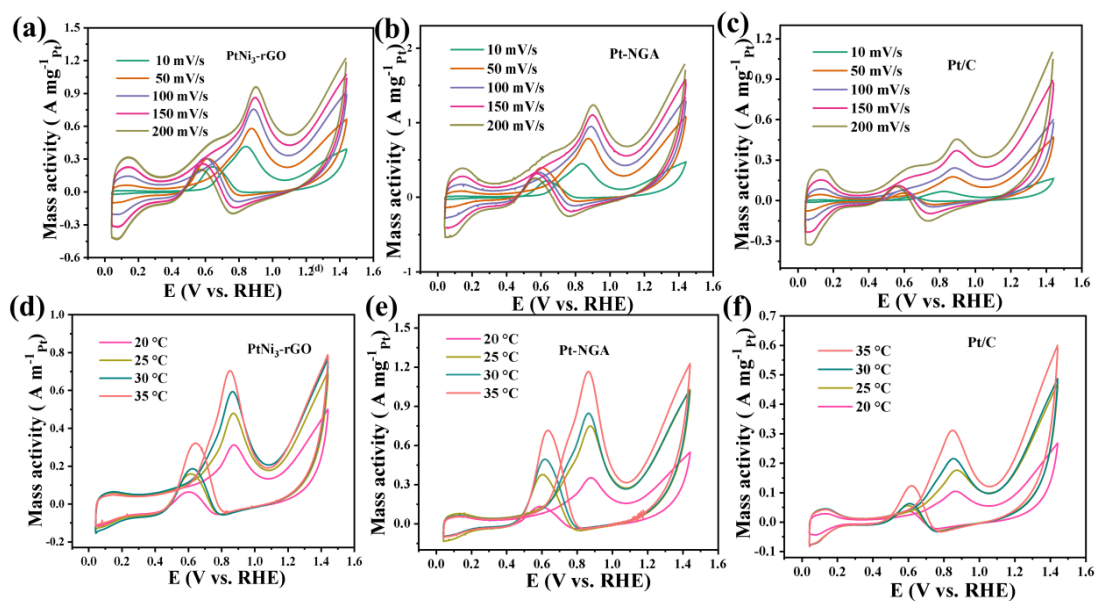 (a)
Mass activity ( A mg⁻¹Pt)
1.5
1.2
0.9
0.6
0.3
0.0
-0.3
-0.6
PtNi₃-rGO
10 mV/s
50 mV/s
100 mV/s
150 mV/s
200 mV/s
0.0 0.2 0.4 0.6 0.8 1.0 1.2 1.4 1.6
(d)
E (V vs. RHE)
(b)
Mass activity ( A mg⁻¹Pt)
2
1
0
-1
Pt-NGA
10 mV/s
50 mV/s
100 mV/s
150 mV/s
200 mV/s
0.0 0.2 0.4 0.6 0.8 1.0 1.2 1.4 1.6
E (V vs. RHE)
(c)
Mass activity ( A mg⁻¹Pt)
1.2
0.9
0.6
0.3
0.0
-0.3
Pt/C
10 mV/s
50 mV/s
100 mV/s
150 mV/s
200 mV/s
0.0 0.2 0.4 0.6 0.8 1.0 1.2 1.4 1.6
E (V vs. RHE)
(d)
Mass activity ( A m⁻¹Pt)
1.0
0.8
0.6
0.4
0.2
0.0
-0.2
PtNi₃-rGO
20 °C
25 °C
30 °C
35 °C
0.0 0.2 0.4 0.6 0.8 1.0 1.2 1.4 1.6
E (V vs. RHE)
(e)
Mass activity ( A mg⁻¹Pt)
1.5
1.2
0.9
0.6
0.3
0.0
-0.3
Pt-NGA
20 °C
25 °C
30 °C
35 °C
0.0 0.2 0.4 0.6 0.8 1.0 1.2 1.4 1.6
E (V vs. RHE)
(f)
Mass activity ( A mg⁻¹Pt)
0.7
0.6
0.5
0.4
0.3
0.2
0.1
0.0
-0.1
Pt/C
35 °C
30 °C
25 °C
20 °C
0.0 0.2 0.4 0.6 0.8 1.0 1.2 1.4 1.6
E (V vs. RHE)